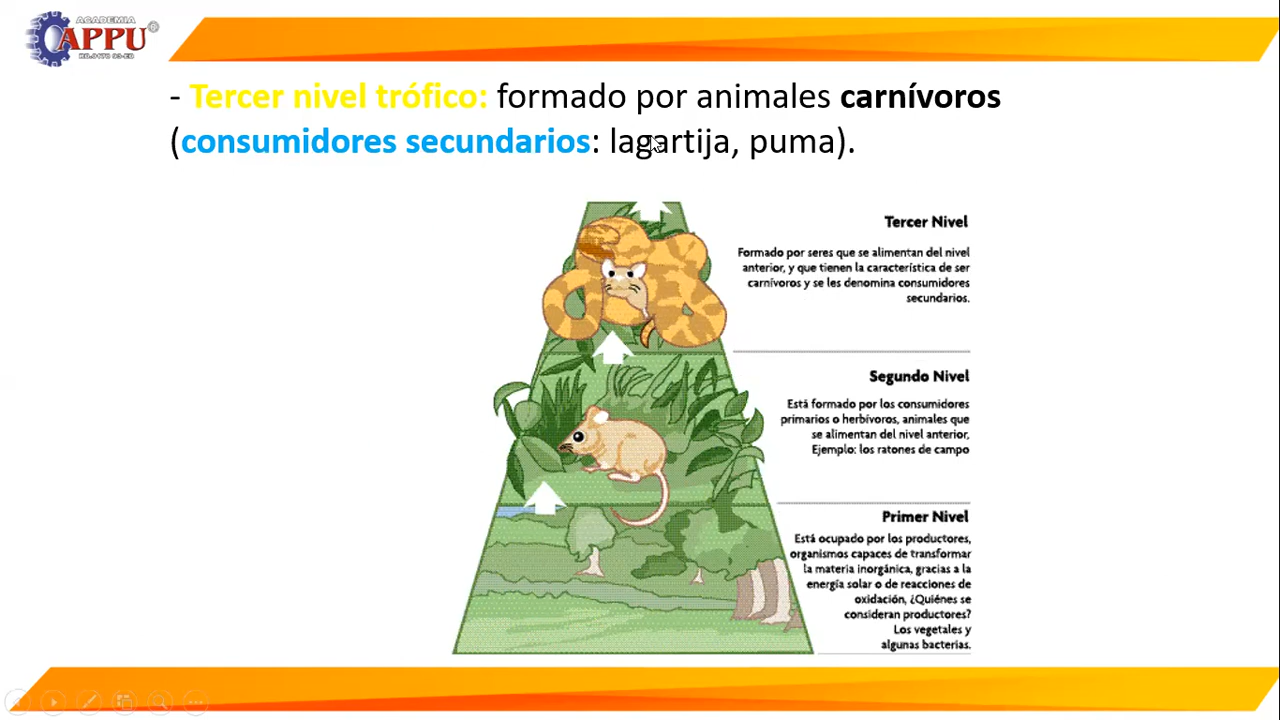 ACADEMIA
APPU
- Tercer nivel trófico: formado por animales carnívoros
(consumidores secundarios: lagartija, puma).
Tercer Nivel
Formado por seres que se alimentan del nivel
anterior, y que tienen la característica de ser
carnívoros y se les denomina consumidores
secundarios.
Segundo Nivel
Está formado por los consumidores
primarios o herbívoros, animales que
se alimentan del nivel anterior,
Ejemplo: los ratones de campo
Primer Nivel
Está ocupado por los productores,
organismos capaces de transformar
la materia inorgánica, gracias a la
energía solar o de reacciones de
oxidación, ¿Quiénes se
consideran productores?
Los vegetales y
algunas bacterias.